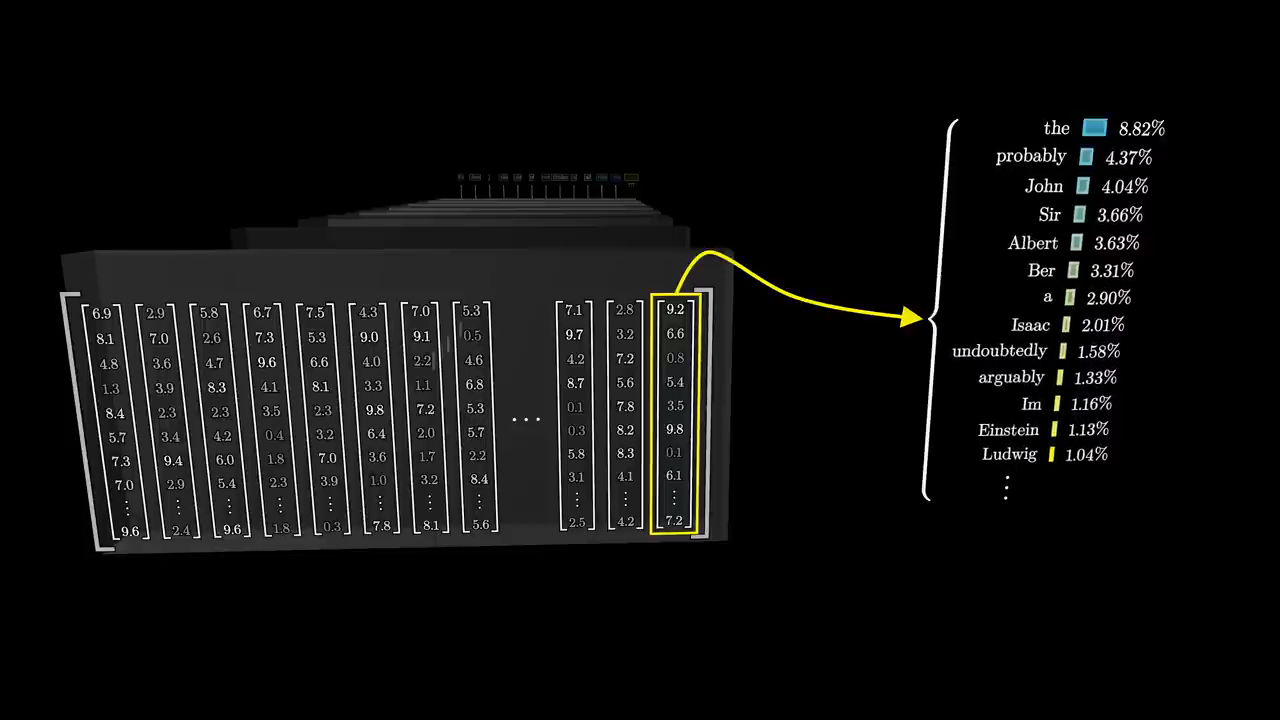 6.9 2.9 5.8 6.7 7.5 4.3 7.0 5.3 7.1 2.8 9.2
8.1 7.0 2.6 7.3 5.3 9.0 9.1 0.5 9.7 3.2 6.6
4.8 3.6 4.7 9.6 6.6 4.0 2.2 4.6 4.2 7.2 0.8
1.3 3.9 8.3 4.1 8.1 3.3 1.1 6.8 8.7 5.6 5.4
8.4 2.3 2.3 3.5 2.3 9.8 7.2 5.3 ... 0.1 7.8 3.5
5.7 3.4 4.2 0.4 3.2 6.4 2.0 5.7 0.3 8.2 9.8
7.3 9.4 6.0 1.8 7.0 3.6 1.7 2.2 5.8 8.3 0.1
7.0 2.9 5.4 2.3 3.9 1.0 3.2 8.4 3.1 4.1 6.1
⋮ ⋮ ⋮ ⋮ ⋮ ⋮ ⋮ ⋮ ⋮ ⋮ ⋮
9.6 2.4 9.6 1.8 0.3 7.8 8.1 5.6 2.5 4.2 7.2
the 8.82%
probably 4.37%
John 4.04%
Sir 3.66%
Albert 3.63%
Ber 3.31%
a 2.90%
Isaac 2.01%
undoubtedly 1.58%
arguably 1.33%
Im 1.16%
Einstein 1.13%
Ludwig 1.04%
⋮